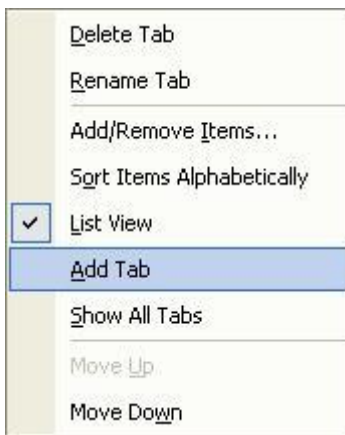 Delete Tab
Rename Tab
Add/Remove Items...
Sort Items Alphabetically
List View
Add Tab
Show All Tabs
Move Up
Move Down